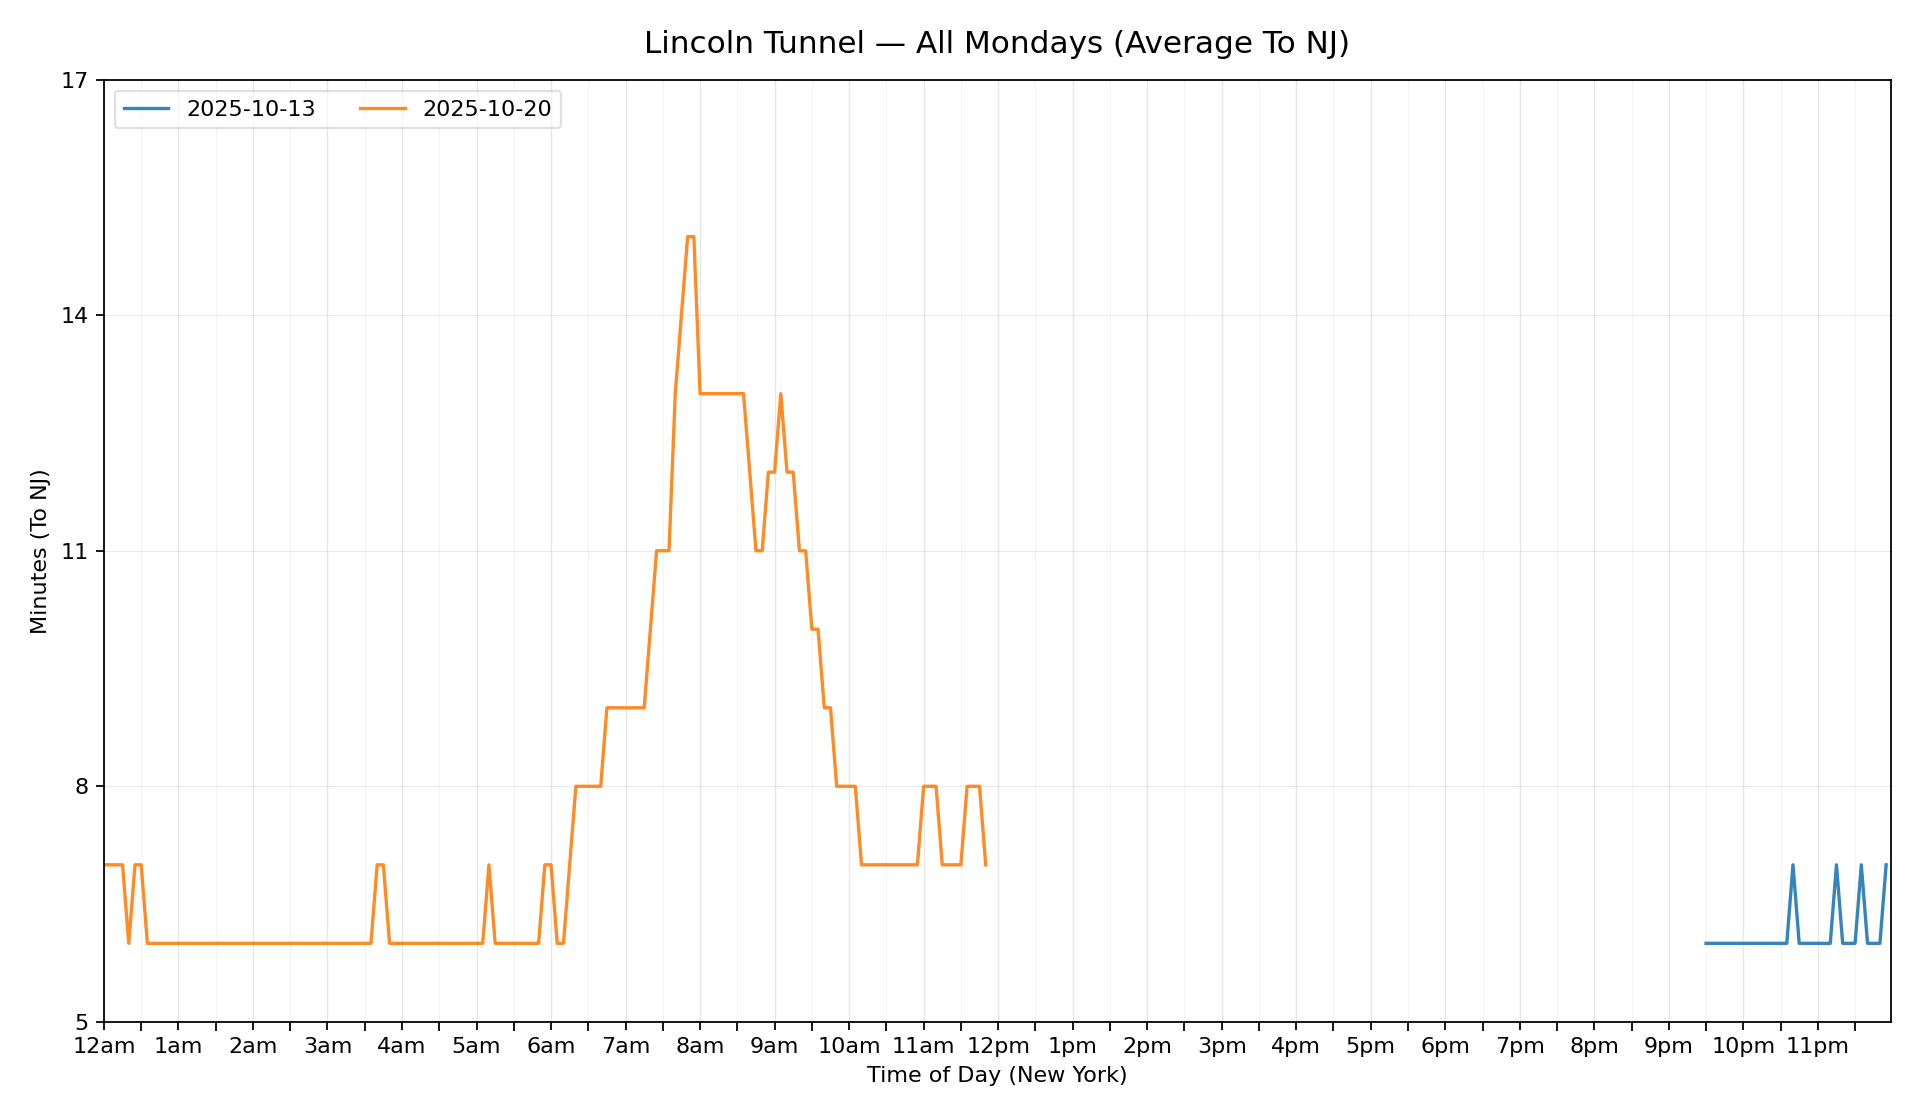 Lincoln Tunnel — All Mondays (Average To NJ)
2025-10-13 2025-10-20
Minutes (To NJ)
17
14
11
8
5
12am 1am 2am 3am 4am 5am 6am 7am 8am 9am 10am 11am 12pm 1pm 2pm 3pm 4pm 5pm 6pm 7pm 8pm 9pm 10pm 11pm
Time of Day (New York)